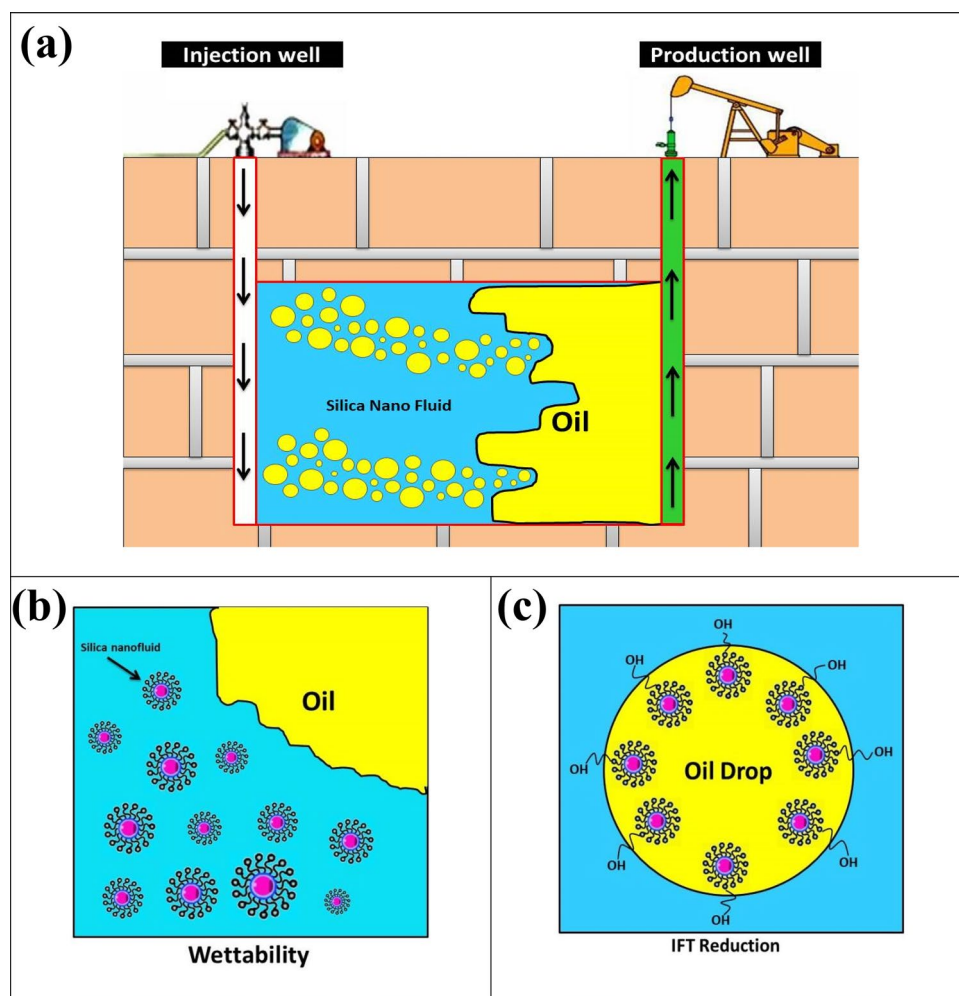 (a)
Injection well
Production well
Silica Nano Fluid
Oil
(b)
Silica nanofluid
Oil
Wettability
(c)
OH
OH
OH
OH
OH
Oil Drop
OH
OH
OH
IFT Reduction